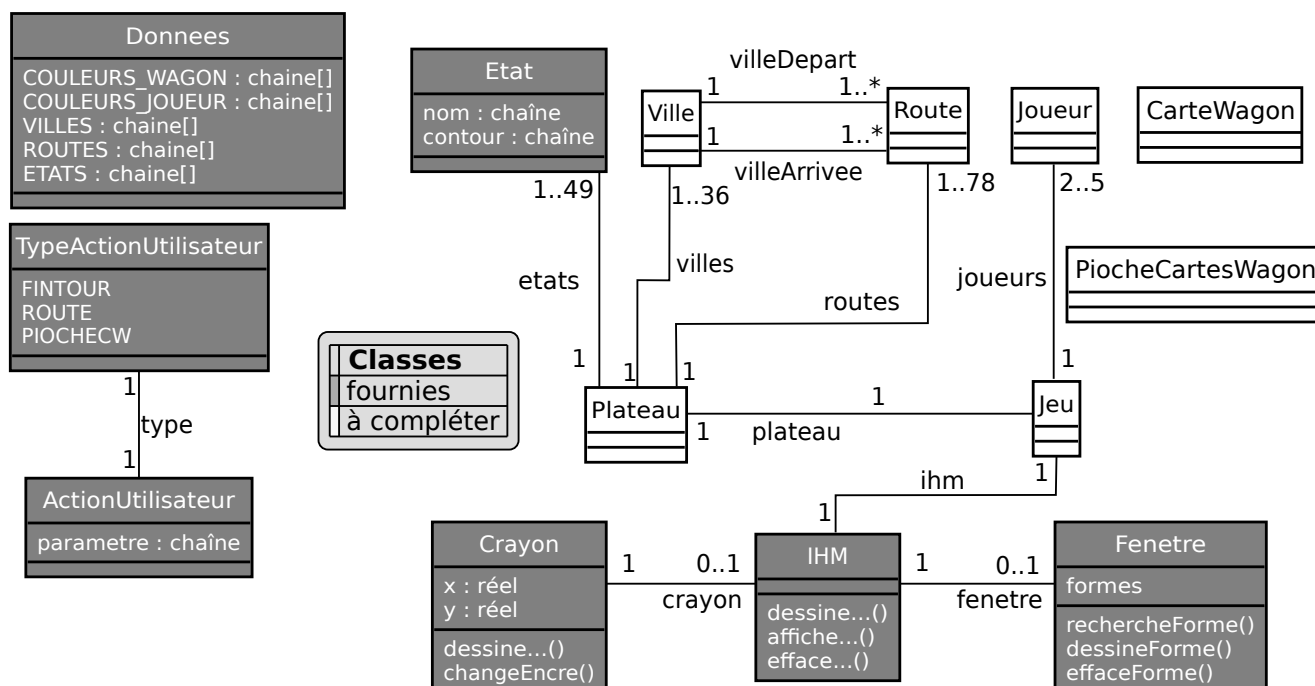 Donnees
COULEURS_WAGON : chaine[]
COULEURS_JOUEUR : chaine[]
VILLES : chaine[]
ROUTES : chaine[]
ETATS : chaine[]
TypeActionUtilisateur
FINTOUR
ROUTE
PIOCHECW
1
type
1
ActionUtilisateur
parametre : chaîne
Etat
nom : chaîne
contour : chaîne
1..49
etats
1
villeDepart
1
1..*
Ville
Route
1
1..*
villeArrivee
1..36
villes
1
1..78
routes
1
Joueur
2..5
joueurs
1
CarteWagon
PiocheCartesWagon
Classes
fournies
à compléter
Plateau
1
plateau
1
Jeu
1
ihm
1
Crayon
x : réel
y : réel
dessine...()
changeEncre()
1
0..1
crayon
IHM
dessine...()
affiche...()
efface...()
1
0..1
fenetre
Fenetre
formes
rechercheForme()
dessineForme()
effaceForme()